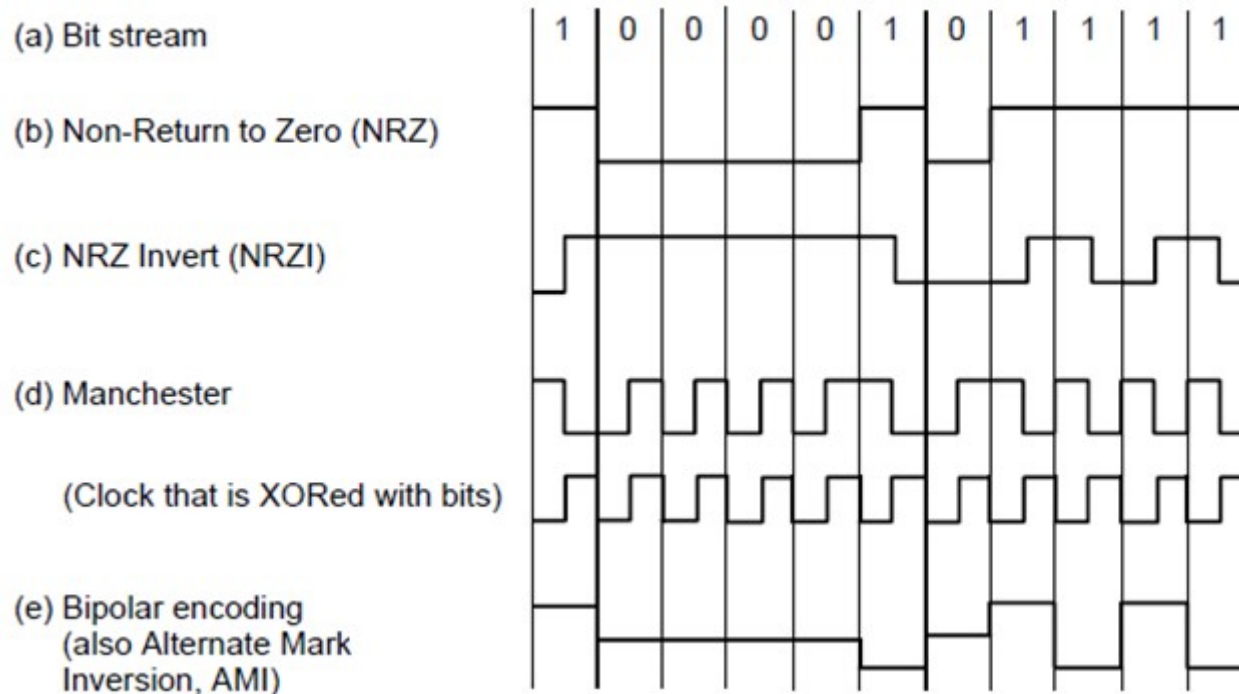 (a) Bit stream 1 0 0 0 0 1 0 1 1 1 1
(b) Non-Return to Zero (NRZ)
(c) NRZ Invert (NRZI)
(d) Manchester
(Clock that is XORed with bits)
(e) Bipolar encoding
(also Alternate Mark
Inversion, AMI)